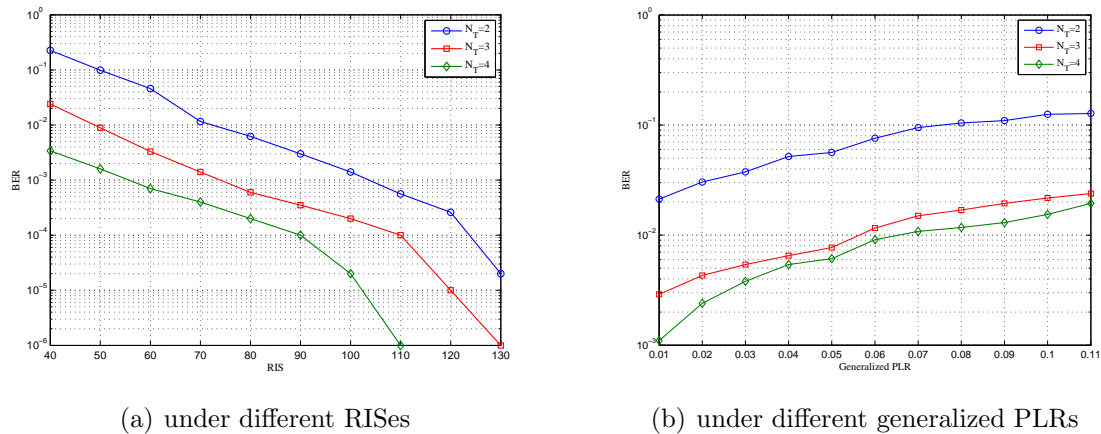 10^0
10^-1
10^-2
10^-3
10^-4
10^-5
10^-6
BER
40 50 60 70 80 90 100 110 120 130
RIS
N_T=2
N_T=3
N_T=4
(a) under different RISes
10^0
10^-1
10^-2
10^-3
BER
0.01 0.02 0.03 0.04 0.05 0.06 0.07 0.08 0.09 0.1 0.11
Generalized PLR
N_T=2
N_T=3
N_T=4
(b) under different generalized PLRs